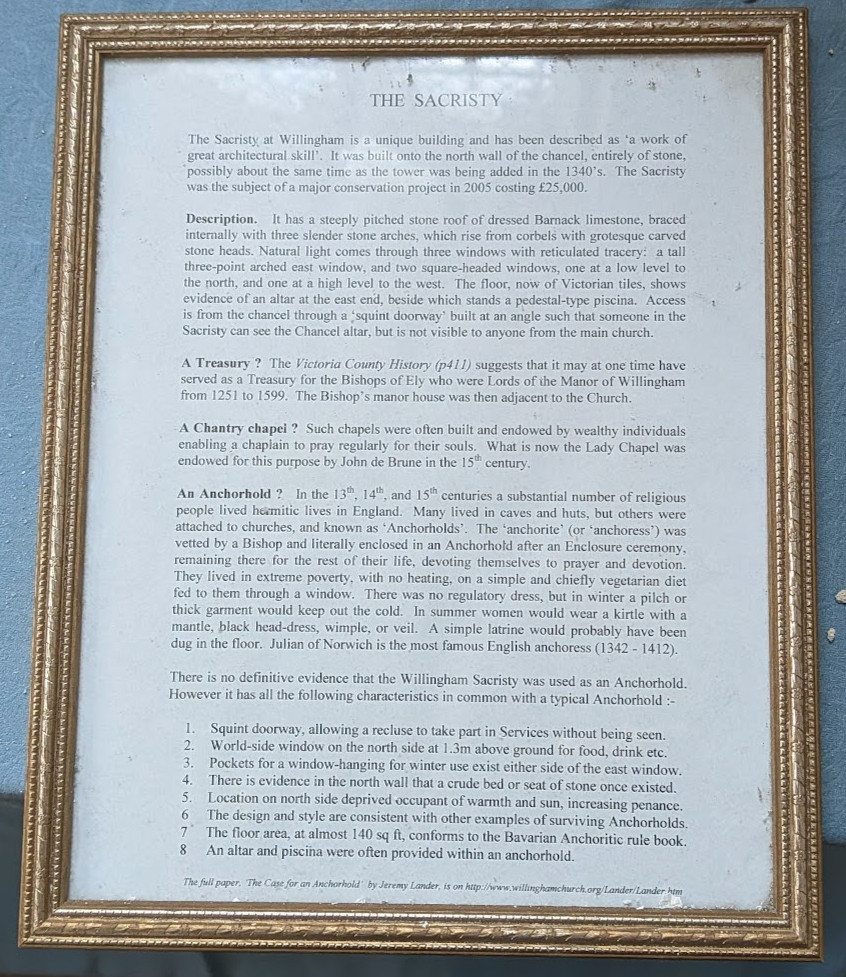 THE SACRISTY
The Sacristy at Willingham is a unique building and has been described as ‘a work of
great architectural skill’. It was built onto the north wall of the chancel, entirely of stone,
possibly about the same time as the tower was being added in the 1340’s. The Sacristy
was the subject of a major conservation project in 2005 costing £25,000.
Description. It has a steeply pitched stone roof of dressed Barnack limestone, braced
internally with three slender stone arches, which rise from corbels with grotesque carved
stone heads. Natural light comes through three windows with reticulated tracery: a tall
three-point arched east window, and two square-headed windows, one at a low level to
the north, and one at a high level to the west. The floor, now of Victorian tiles, shows
evidence of an altar at the east end, beside which stands a pedestal-type piscina. Access
is from the chancel through a ‘squint doorway’ built at an angle such that someone in the
Sacristy can see the Chancel altar, but is not visible to anyone from the main church.
A Treasury ? The Victoria County History (p411) suggests that it may at one time have
served as a Treasury for the Bishops of Ely who were Lords of the Manor of Willingham
from 1251 to 1599. The Bishop’s manor house was then adjacent to the Church.
A Chantry chapel ? Such chapels were often built and endowed by wealthy individuals
enabling a chaplain to pray regularly for their souls. What is now the Lady Chapel was
endowed for this purpose by John de Brune in the 15th century.
An Anchorhold ? In the 13th, 14th, and 15th centuries a substantial number of religious
people lived hermitic lives in England. Many lived in caves and huts, but others were
attached to churches, and known as ‘Anchorholds’. The ‘anchorite’ (or ‘anchoress’) was
vetted by a Bishop and literally enclosed in an Anchorhold after an Enclosure ceremony,
remaining there for the rest of their life, devoting themselves to prayer and devotion.
They lived in extreme poverty, with no heating, on a simple and chiefly vegetarian diet
fed to them through a window. There was no regulatory dress, but in winter a pilch or
thick garment would keep out the cold. In summer women would wear a kirtle with a
mantle, black head-dress, wimple, or veil. A simple latrine would probably have been
dug in the floor. Julian of Norwich is the most famous English anchoress (1342 - 1412).
There is no definitive evidence that the Willingham Sacristy was used as an Anchorhold.
However it has all the following characteristics in common with a typical Anchorhold :-
1. Squint doorway, allowing a recluse to take part in Services without being seen.
2. World-side window on the north side at 1.3m above ground for food, drink etc.
3. Pockets for a window-hanging for winter use exist either side of the east window.
4. There is evidence in the north wall that a crude bed or seat of stone once existed.
5. Location on north side deprived occupant of warmth and sun, increasing penance.
6 The design and style are consistent with other examples of surviving Anchorholds.
7 The floor area, at almost 140 sq ft, conforms to the Bavarian Anchoritic rule book.
8 An altar and piscina were often provided within an anchorhold.
The full paper, ‘The Case for an Anchorhold’ by Jeremy Lander, is on http://www.willinghamchurch.org/Lander/Lander.htm